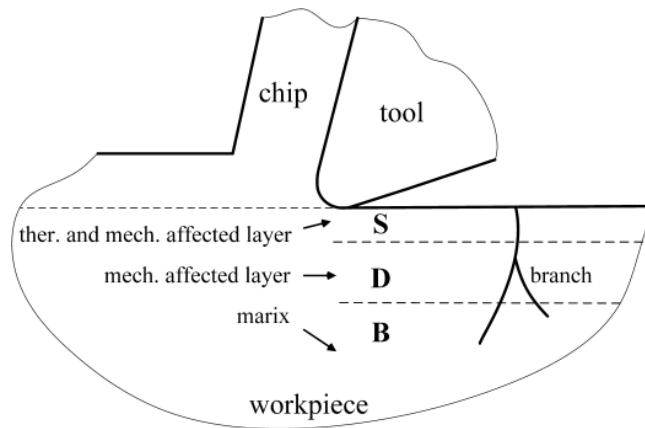 chip
tool
ther. and mech. affected layer
S
mech. affected layer
D
branch
marix
B
workpiece